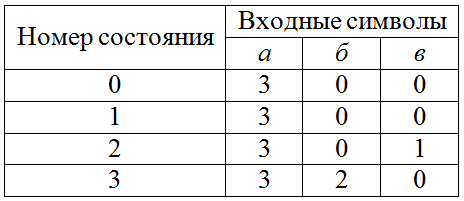 Номер состояния Входные символы
а б в
0 3 0 0
1 3 0 0
2 3 0 1
3 3 2 0